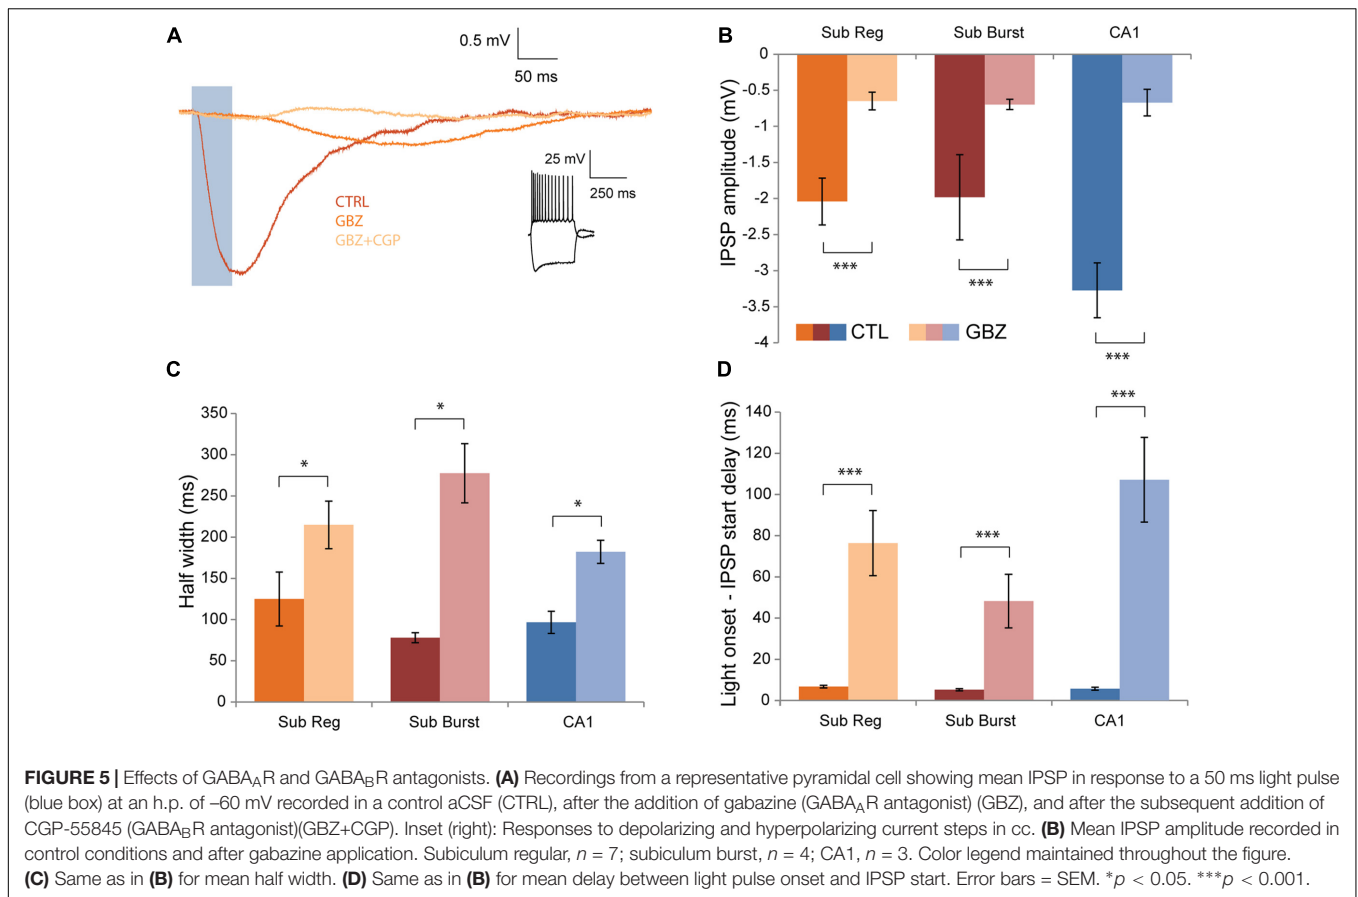 A
0.5 mV
50 ms
CTRL
GBZ
GBZ+CGP
25 mV
250 ms
B
Sub Reg Sub Burst CA1
IPSP amplitude (mV)
0
-0.5
-1
-1.5
-2
-2.5
-3
-3.5
-4
***
***
***
CTL GBZ
C
Half width (ms)
350
300
250
200
150
100
50
0
*
*
*
Sub Reg Sub Burst CA1
D
Light onset - IPSP start delay (ms)
140
120
100
80
60
40
20
0
***
***
***
Sub Reg Sub Burst CA1
FIGURE 5 | Effects of GABAAR and GABABR antagonists. (A) Recordings from a representative pyramidal cell showing mean IPSP in response to a 50 ms light pulse
(blue box) at an h.p. of –60 mV recorded in a control aCSF (CTRL), after the addition of gabazine (GABAAR antagonist) (GBZ), and after the subsequent addition of
CGP-55845 (GABABR antagonist)(GBZ+CGP). Inset (right): Responses to depolarizing and hyperpolarizing current steps in cc. (B) Mean IPSP amplitude recorded in
control conditions and after gabazine application. Subiculum regular, n = 7; subiculum burst, n = 4; CA1, n = 3. Color legend maintained throughout the figure.
(C) Same as in (B) for mean half width. (D) Same as in (B) for mean delay between light pulse onset and IPSP start. Error bars = SEM. *p < 0.05. ***p < 0.001.